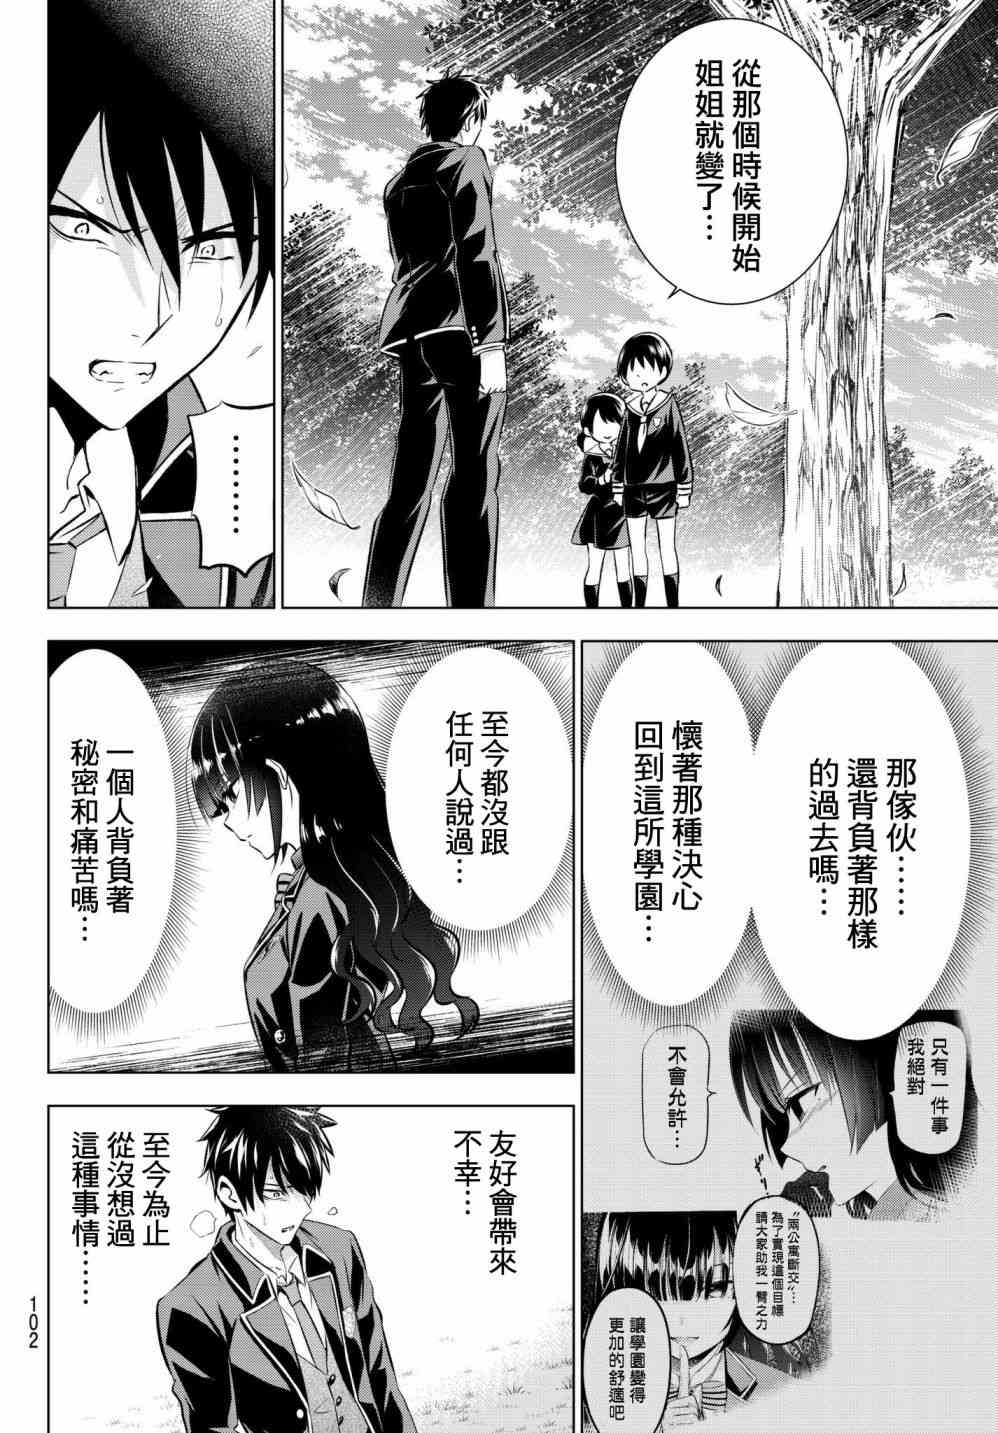 從那個時候開始
姐姐就變了…
………
那傢伙……
還背負著那樣
的過去嗎…
懷著那種決心
回到這所學園…
只有一件事
我絕對
不會允許…
"兩公寓斷交"…
為了實現這個目標
請大家助我一臂之力
讓學園變得
更加的舒適吧
至今都沒跟
任何人說過…
一個人背負著
秘密和痛苦嗎…
友好會帶來
不幸…
至今為止
從沒想過
這種事情……
102